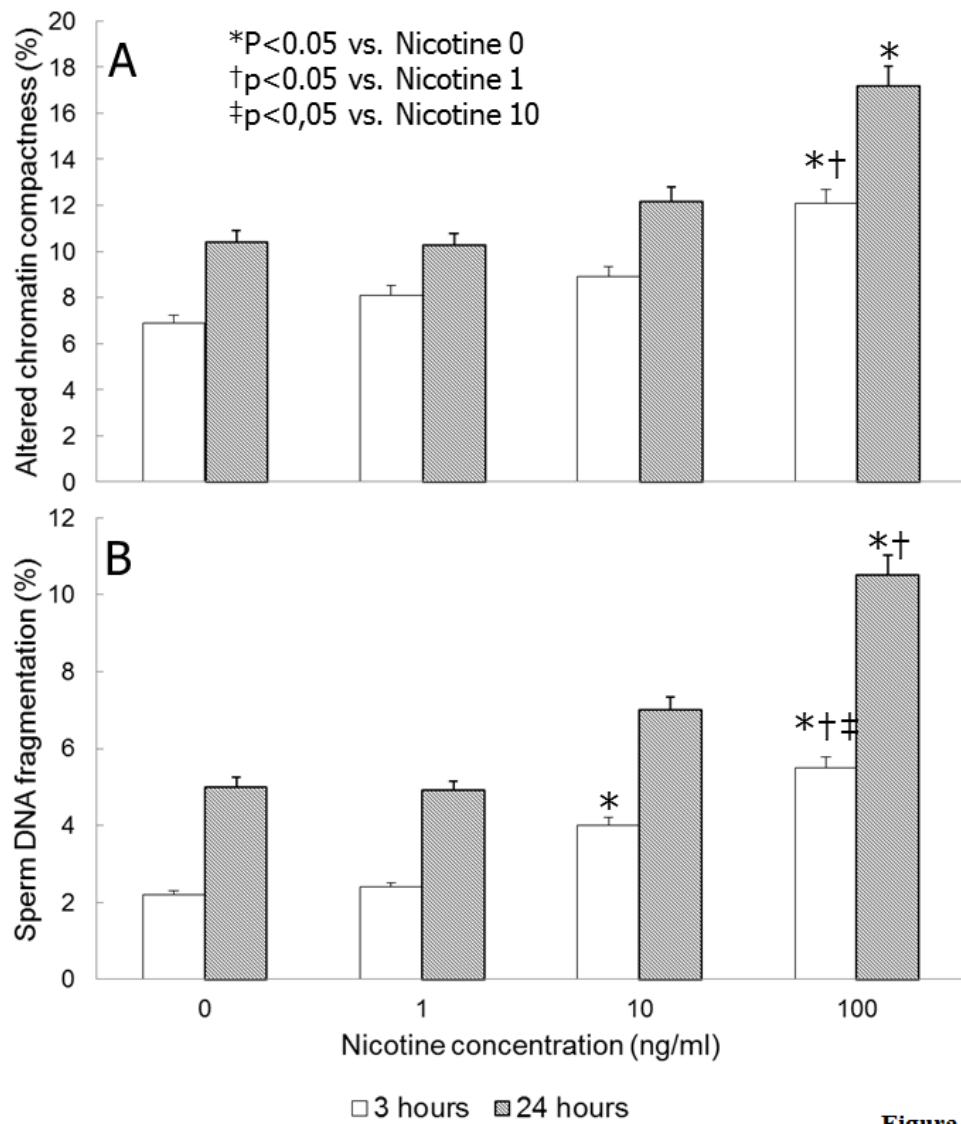 A
*P<0.05 vs. Nicotine 0
†p<0.05 vs. Nicotine 1
‡p<0,05 vs. Nicotine 10
Altered chromatin compactness (%)
20
18
16
14
12
10
8
6
4
2
0
*†
*
B
Sperm DNA fragmentation (%)
12
10
8
6
4
2
0
*
*†‡
*†
0 1 10 100
Nicotine concentration (ng/ml)
3 hours 24 hours
Figure